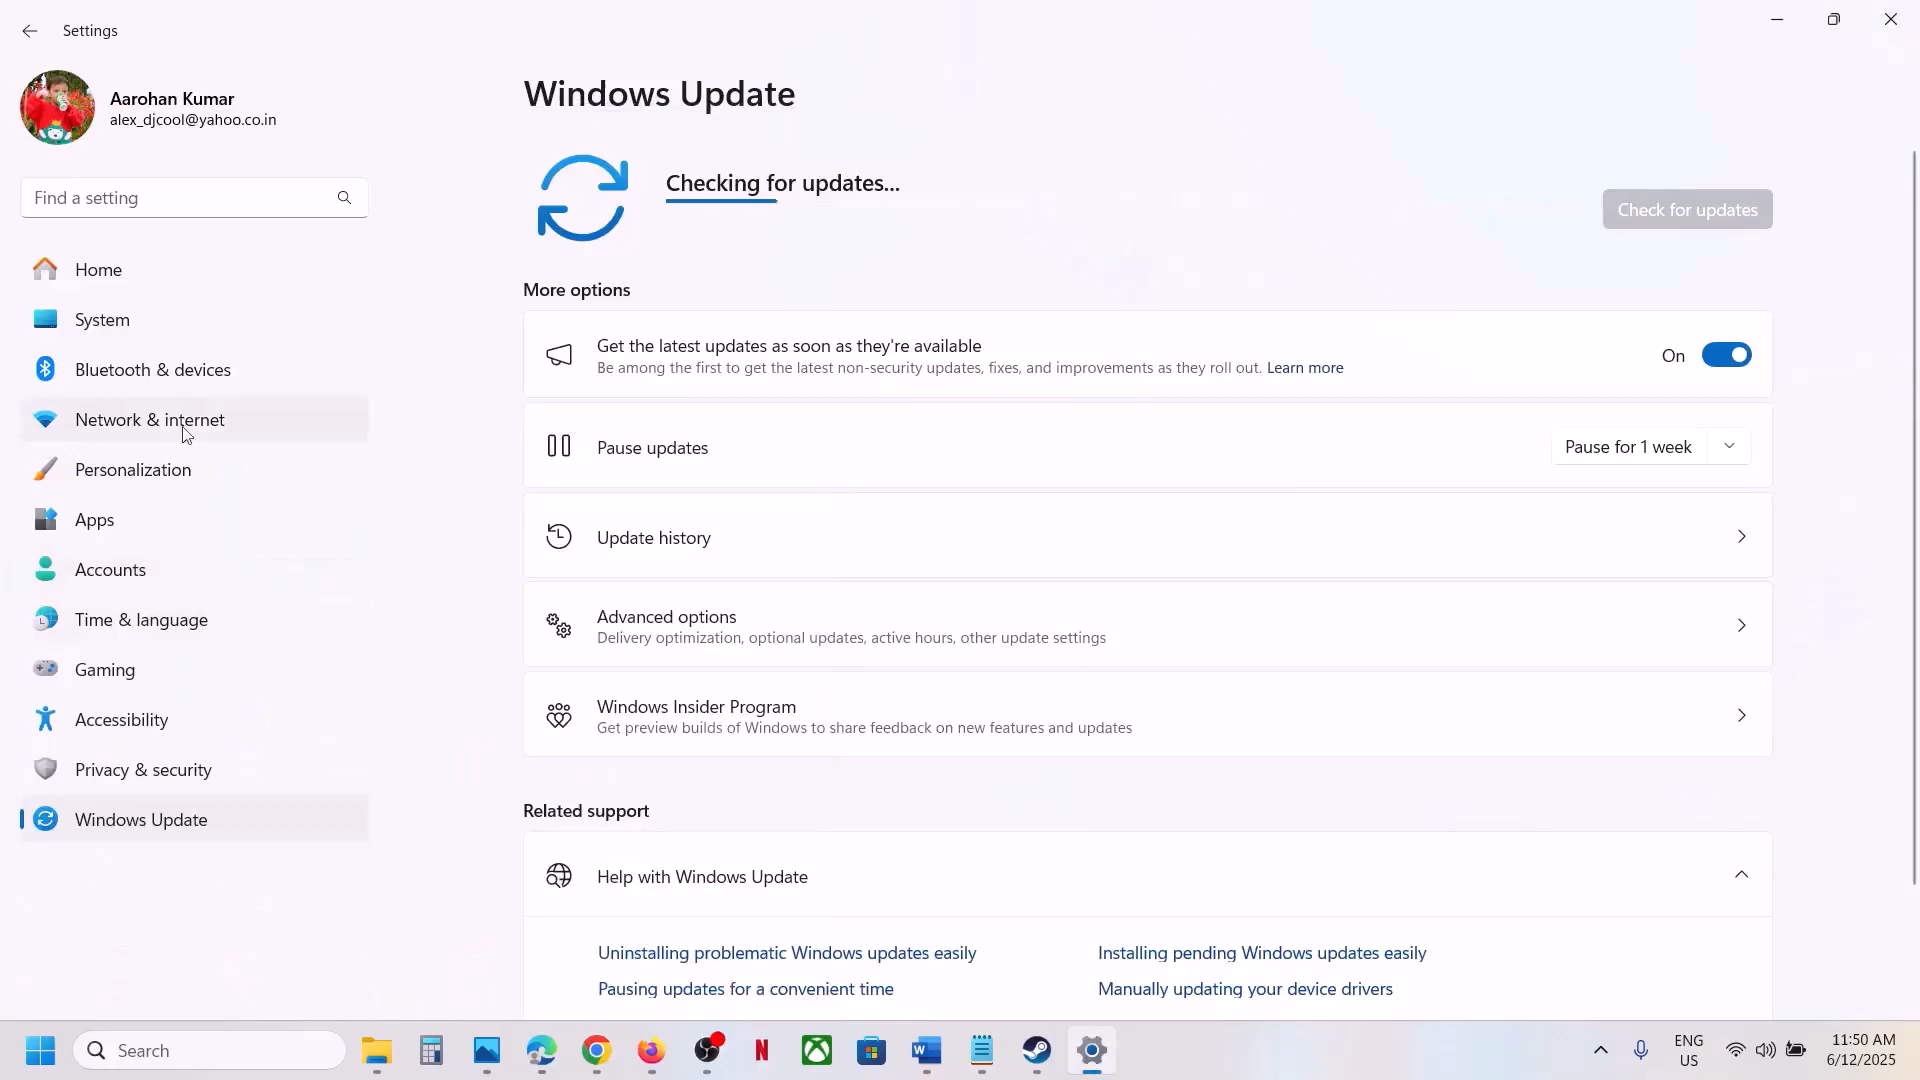 Settings
Aarohan Kumar
alex_djcool@yahoo.co.in
Find a setting
Home
System
Bluetooth & devices
Network & internet
Personalization
Apps
Accounts
Time & language
Gaming
Accessibility
Privacy & security
Windows Update
Windows Update
Checking for updates...
Check for updates
More options
Get the latest updates as soon as they're available
Be among the first to get the latest non-security updates, fixes, and improvements as they roll out. Learn more
On
Pause updates
Pause for 1 week
Update history
Advanced options
Delivery optimization, optional updates, active hours, other update settings
Windows Insider Program
Get preview builds of Windows to share feedback on new features and updates
Related support
Help with Windows Update
Uninstalling problematic Windows updates easily
Installing pending Windows updates easily
Pausing updates for a convenient time
Manually updating your device drivers
Search
ENG
US
11:50 AM
6/12/2025